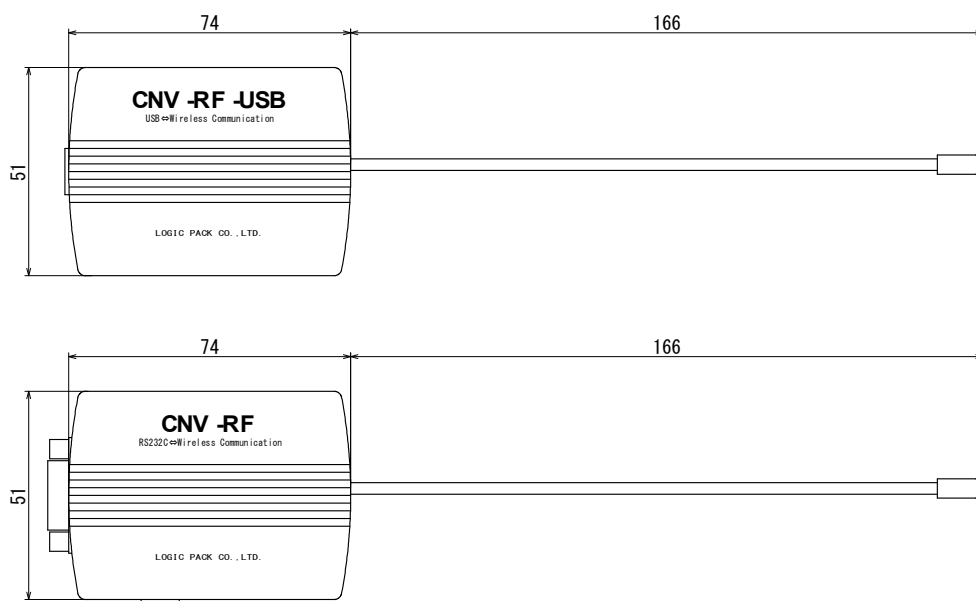 74
166
CNV -RF -USB
USB⇔Wireless Communication
51
LOGIC PACK CO.,LTD.
74
166
CNV -RF
RS232C⇔Wireless Communication
51
LOGIC PACK CO.,LTD.